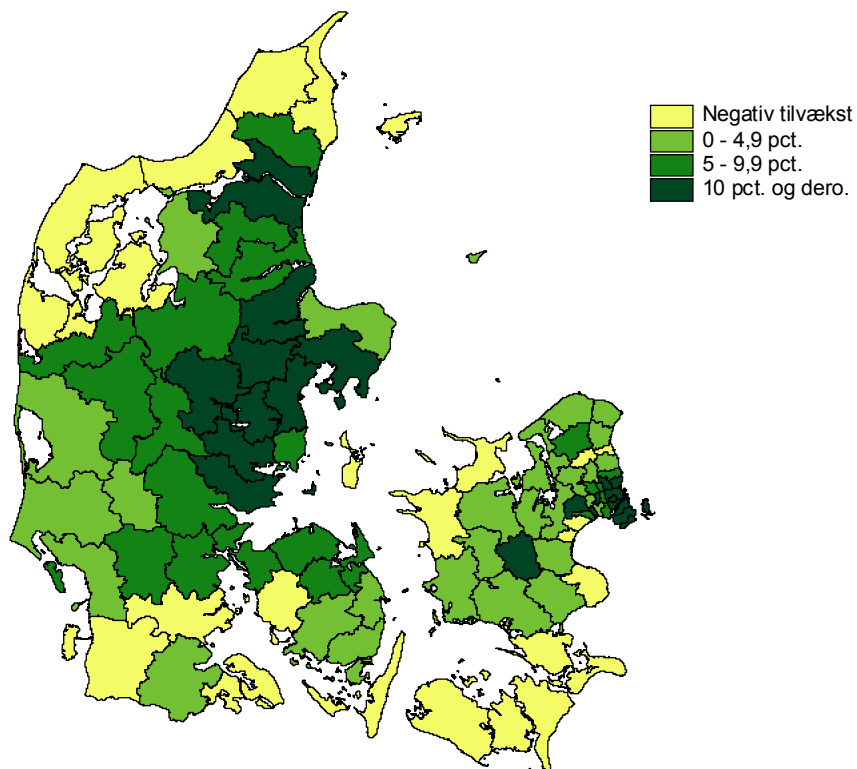 Negativ tilvækst
0 - 4,9 pct.
5 - 9,9 pct.
10 pct. og dero.